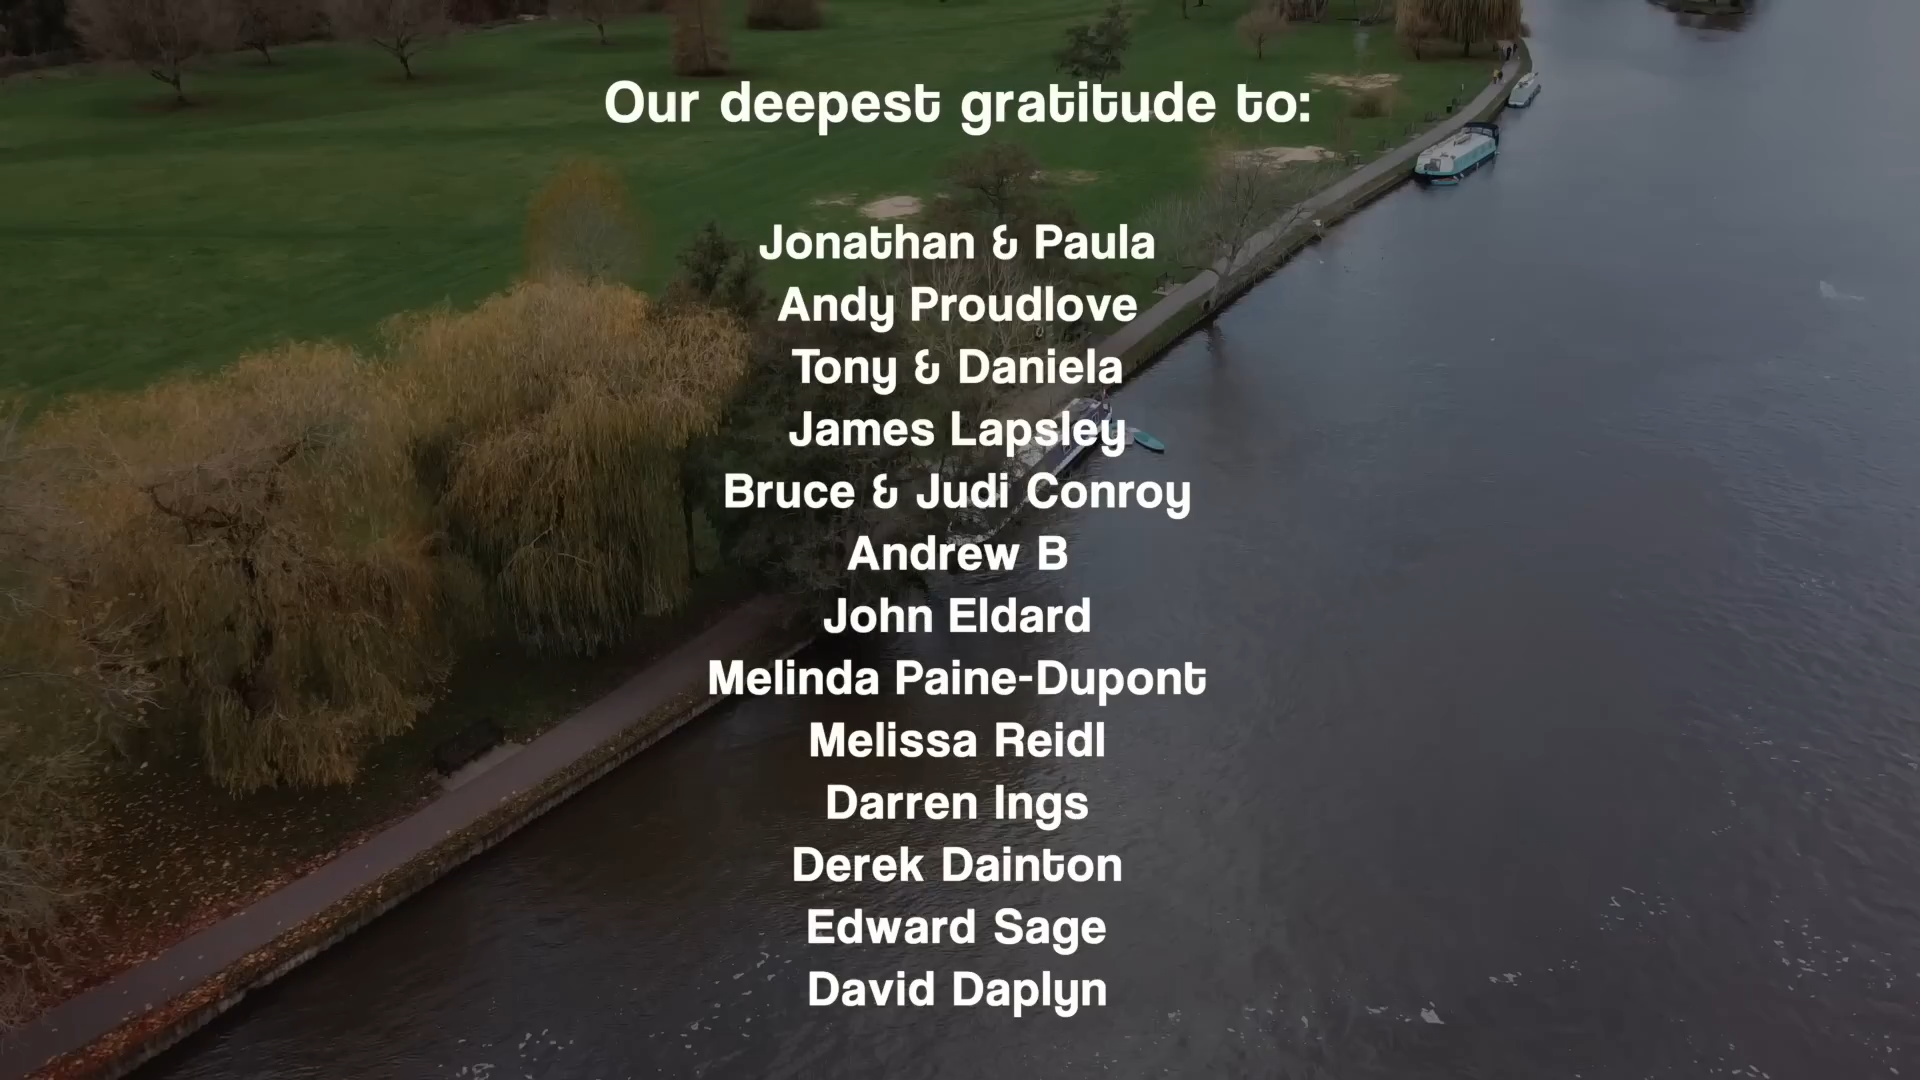 Our deepest gratitude to:
Jonathan & Paula
Andy Proudlove
Tony & Daniela
James Lapsley
Bruce & Judi Conroy
Andrew B
John Eldard
Melinda Paine-Dupont
Melissa Reidl
Darren Ings
Derek Dainton
Edward Sage
David Daplyn